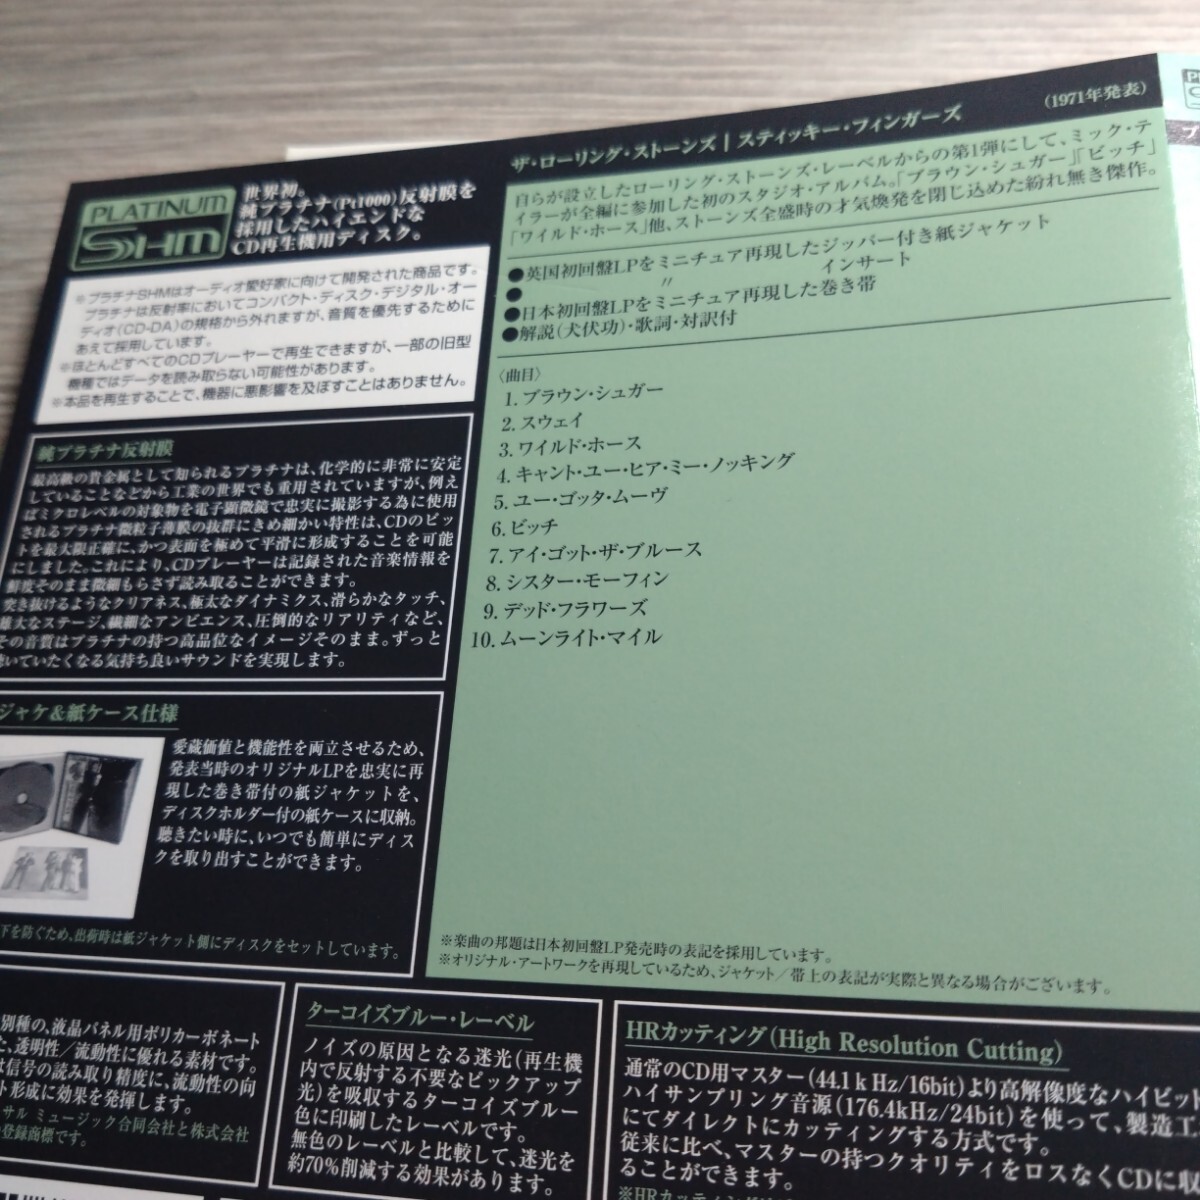 PLATINUM
SHM
世界初。
純プラチナ(Pt1000)反射膜を
採用したハイエンドな
CD再生機用ディスク。
※プラチナSHMはオーディオ愛好家に向けて開発された商品です。
プラチナは反射率においてコンパクト・ディスク・デジタル・オー
ディオ(CD-DA)の規格から外れますが、音質を優先するために
あえて採用しています。
※ほとんどすべてのCDプレーヤーで再生できますが、一部の旧型
機種ではデータを読み取らない可能性があります。
※本品を再生することで、機器に悪影響を及ぼすことはありません。
純プラチナ反射膜
最高級の貴金属として知られるプラチナは、化学的に非常に安定
していることなどから工業の世界でも重用されていますが、例え
ばミクロレベルの対象物を電子顕微鏡で忠実に撮影する為に使用
されるプラチナ微粒子薄膜の抜群にきめ細かい特性は、CDのピッ
トを最大限正確に、かつ表面を極めて平滑に形成することを可能
にしました。これにより、CDプレーヤーは記録された音楽情報を
鮮度そのまま微細もらさず読み取ることができます。
突き抜けるようなクリアネス、極太なダイナミクス、滑らかなタッチ、
雄大なステージ、繊細なアンビエンス、圧倒的なリアリティなど、
その音質はプラチナの持つ高品位なイメージそのまま。ずっと
聴いていたくなる気持ち良いサウンドを実現します。
ジャケ&紙ケース仕様
愛蔵価値と機能性を両立させるため、
発表当時のオリジナルLPを忠実に再
現した巻き帯付の紙ジャケットを、
ディスクホルダー付の紙ケースに収納。
聴きたい時に、いつでも簡単にディス
クを取り出すことができます。
下を防ぐため、出荷時は紙ジャケット側にディスクをセットしています。
ザ・ローリング・ストーンズ | スティッキー・フィンガーズ
(1971年発表)
自らが設立したローリング・ストーンズ・レーベルからの第1弾にして、ミック・テ
イラーが全編に参加した初のスタジオ・アルバム。「ブラウン・シュガー」「ビッチ」
「ワイルド・ホース」他、ストーンズ全盛時の才気煥発を閉じ込めた紛れ無き傑作。
●英国初回盤LPをミニチュア再現したジッパー付き紙ジャケット
● 〃 インサート
●日本初回盤LPをミニチュア再現した巻き帯
●解説(犬伏功)・歌詞・対訳付
〈曲目〉
1. ブラウン・シュガー
2. スウェイ
3. ワイルド・ホース
4. キャント・ユー・ヒア・ミー・ノッキング
5. ユー・ゴッタ・ムーヴ
6. ビッチ
7. アイ・ゴット・ザ・ブルース
8. シスター・モーフィン
9. デッド・フラワーズ
10. ムーンライト・マイル
※楽曲の邦題は日本初回盤LP発売時の表記を採用しています。
※オリジナル・アートワークを再現しているため、ジャケット/帯上の表記が実際と異なる場合がございます。
別種の、液晶パネル用ポリカーボネート
た、透明性/流動性に優れる素材です。
は信号の読み取り精度に、流動性の向
ト形成に効果を発揮します。
サル ミュージック合同会社と株式会社
登録商標です。
ターコイズブルー・レーベル
ノイズの原因となる迷光(再生機
内で反射する不要なピックアップ
光)を吸収するターコイズブルー
色に印刷したレーベルです。
無色のレーベルと比較して、迷光を
約70%削減する効果があります。
HRカッティング(High Resolution Cutting)
通常のCD用マスター(44.1kHz/16bit)より高解像度なハイビット
ハイサンプリング音源(176.4kHz/24bit)を使って、製造工
にてダイレクトにカッティングする方式です。
従来に比べ、マスターの持つクオリティをロスなくCDに収
ることができます。